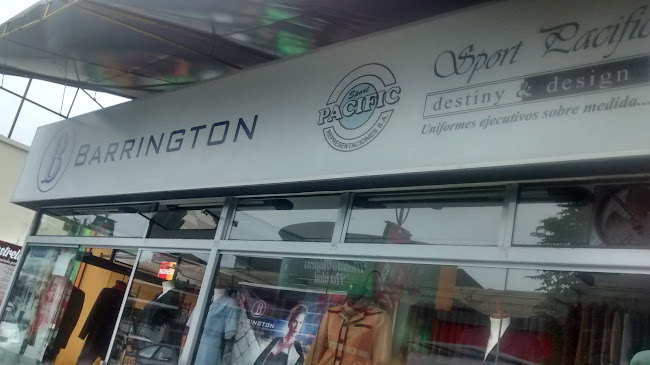 B BARRINGTON
Sport
PACIFIC
REPRESENTACIONES S.A.
Sport Pacific
destiny & design
Uniformes ejecutivos sobre medida...
B
BARRINGTON